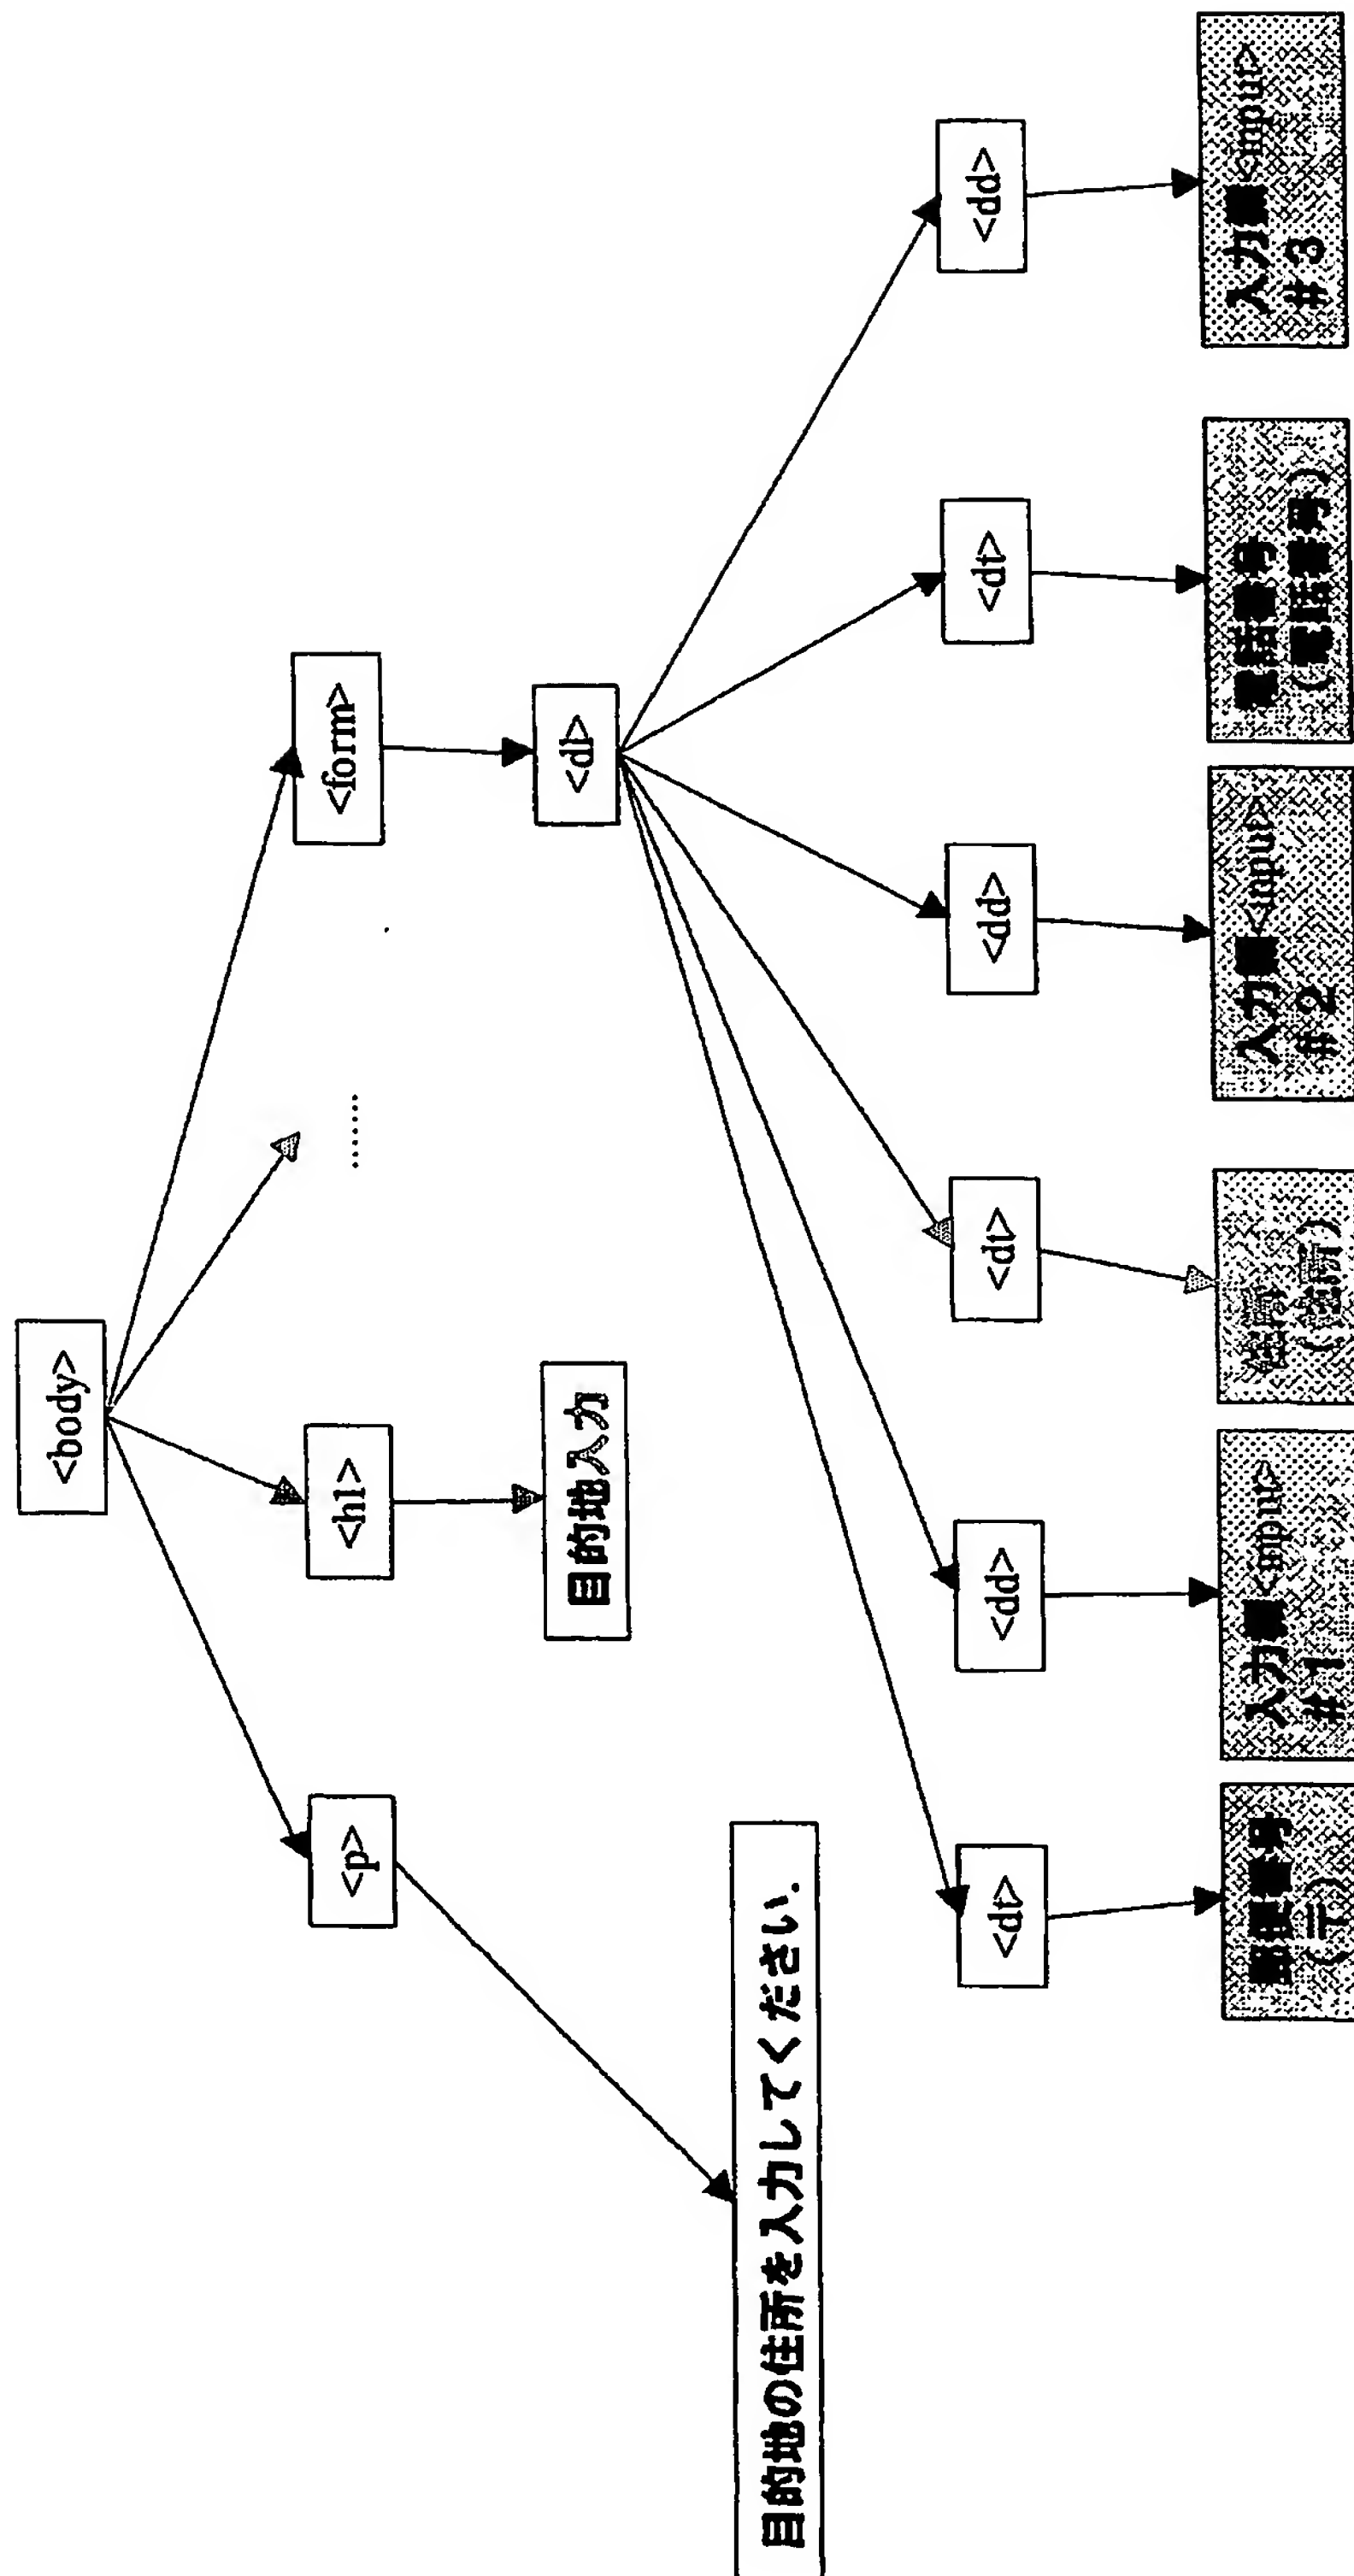 <body>
<p>
<h1>
.......
<form>
目的地入力
<dl>
目的地の住所を入力してください.
<dt>
<dd>
<dt>
<dd>
<dt>
<dd>
郵便番号
(〒)
入力欄<input>
#1
住所
(住所)
入力欄<input>
#2
電話番号
(電話番号)
入力欄<input>
#3